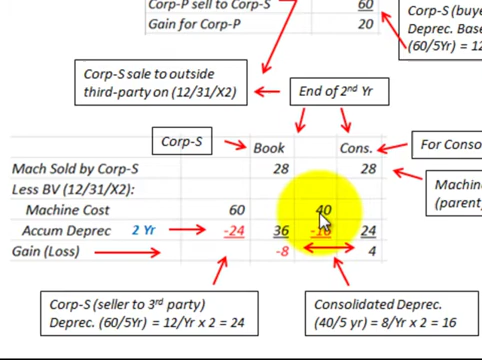 Corp-P sell to Corp-S 60
Gain for Corp-P 20
Corp-S (buye
Deprec. Base
(60/5Yr) = 12
Corp-S sale to outside
third-party on (12/31/X2)
End of 2nd Yr
Corp-S
Book Cons.
For Conso
Mach Sold by Corp-S 28 28
Less BV (12/31/X2):
Machin
(parent
Machine Cost 60 40
Accum Deprec 2 Yr -24 36 -16 24
Gain (Loss) -8 4
Corp-S (seller to 3rd party)
Deprec. (60/5Yr) = 12/Yr x 2 = 24
Consolidated Deprec.
(40/5 yr) = 8/Yr x 2 = 16